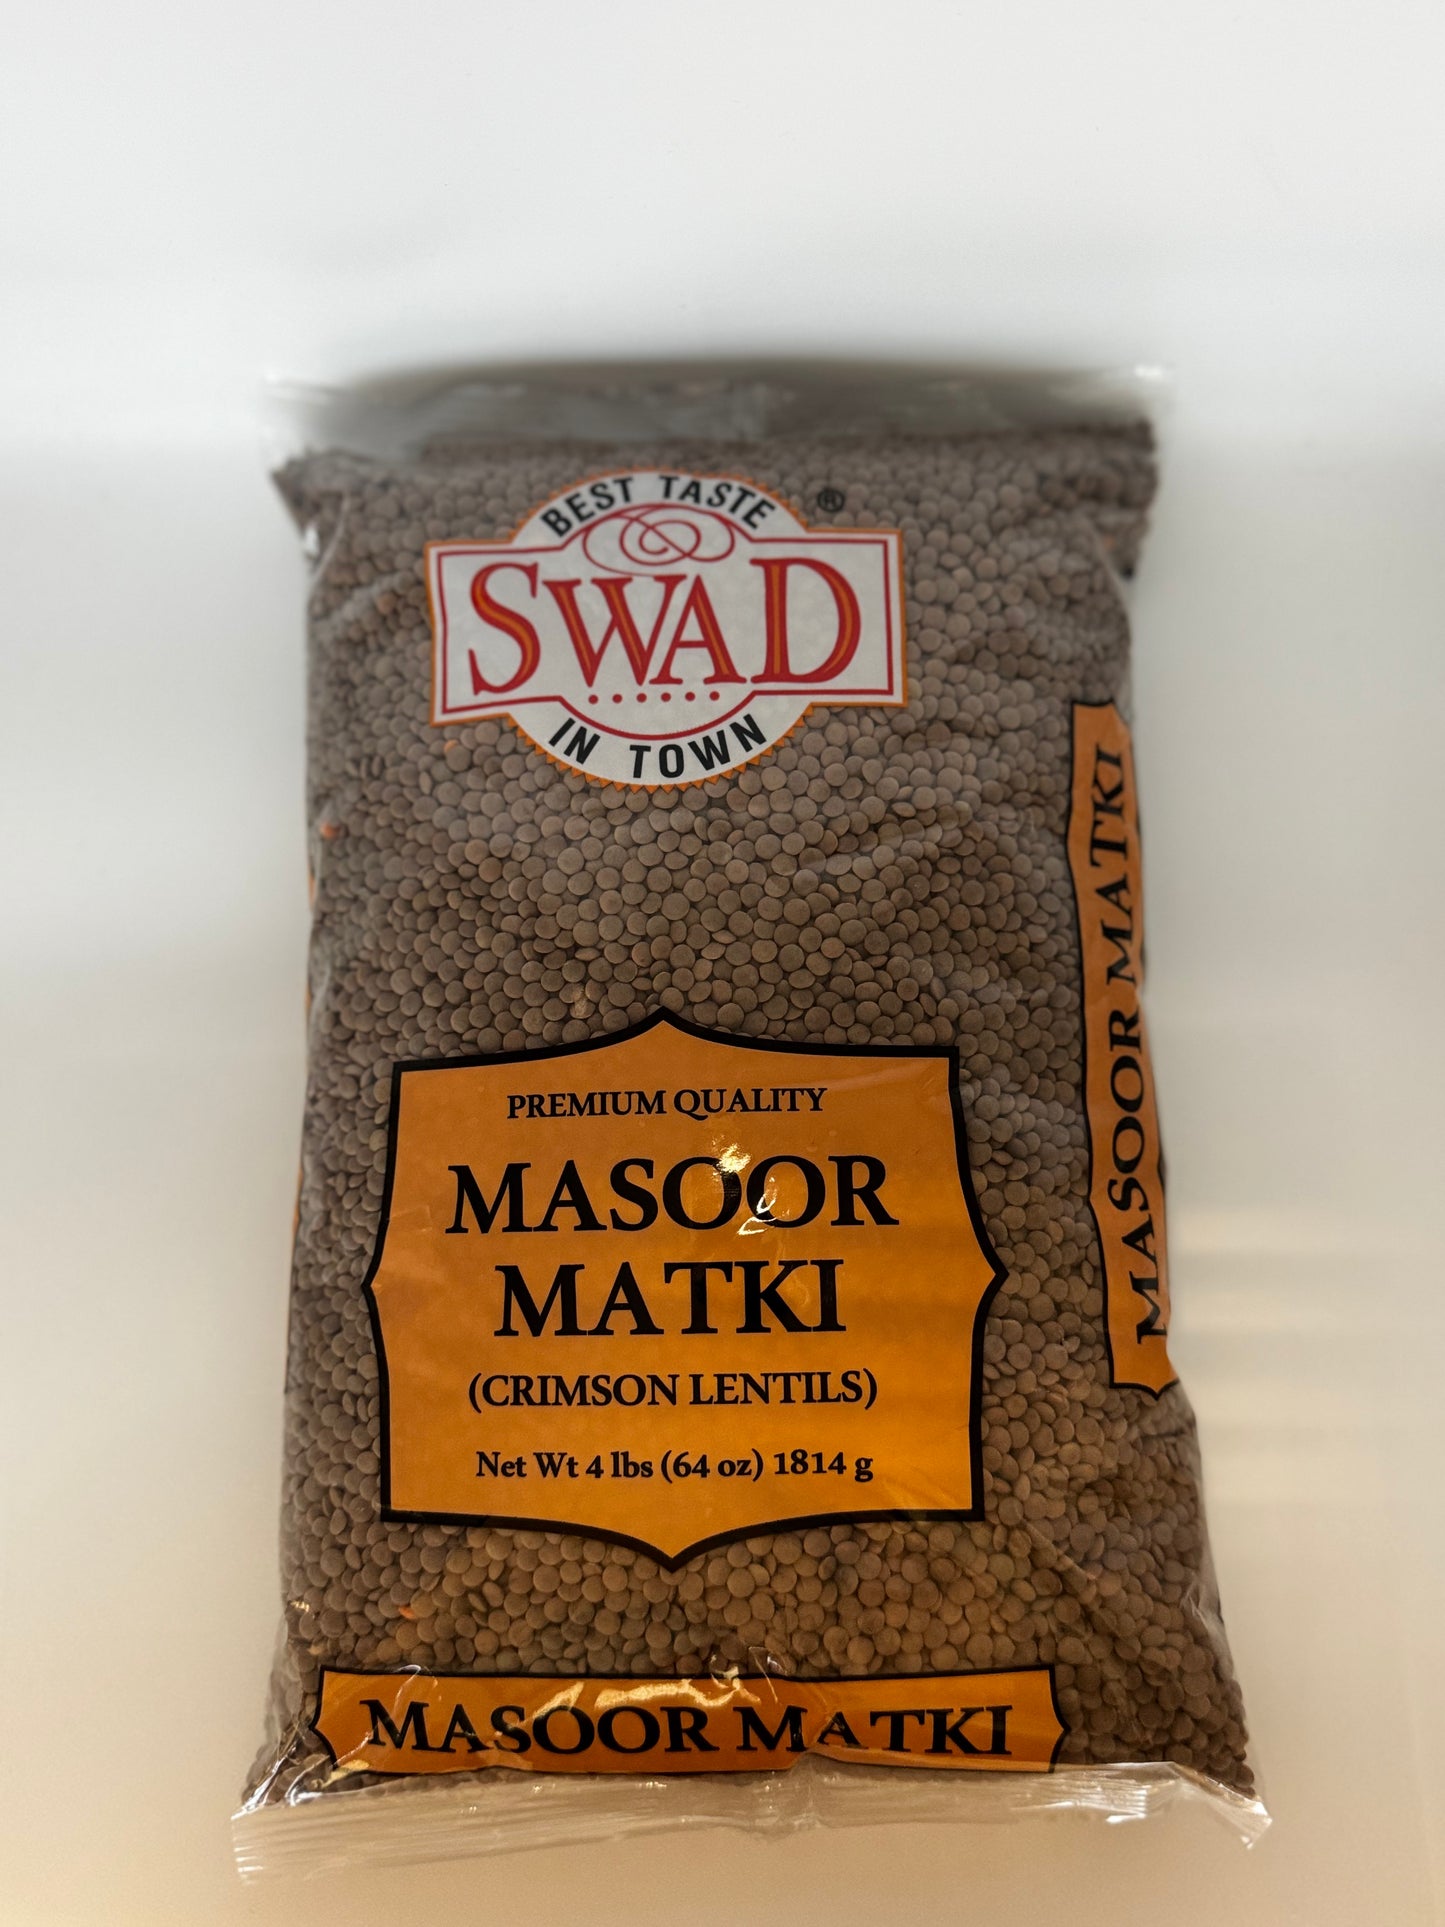 BEST TASTE
®
SWAD
IN TOWN
PREMIUM QUALITY
MASOOR
MATKI
(CRIMSON LENTILS)
Net Wt 4 lbs (64 oz) 1814 g
MASOOR MATKI
MASOOR MATKI